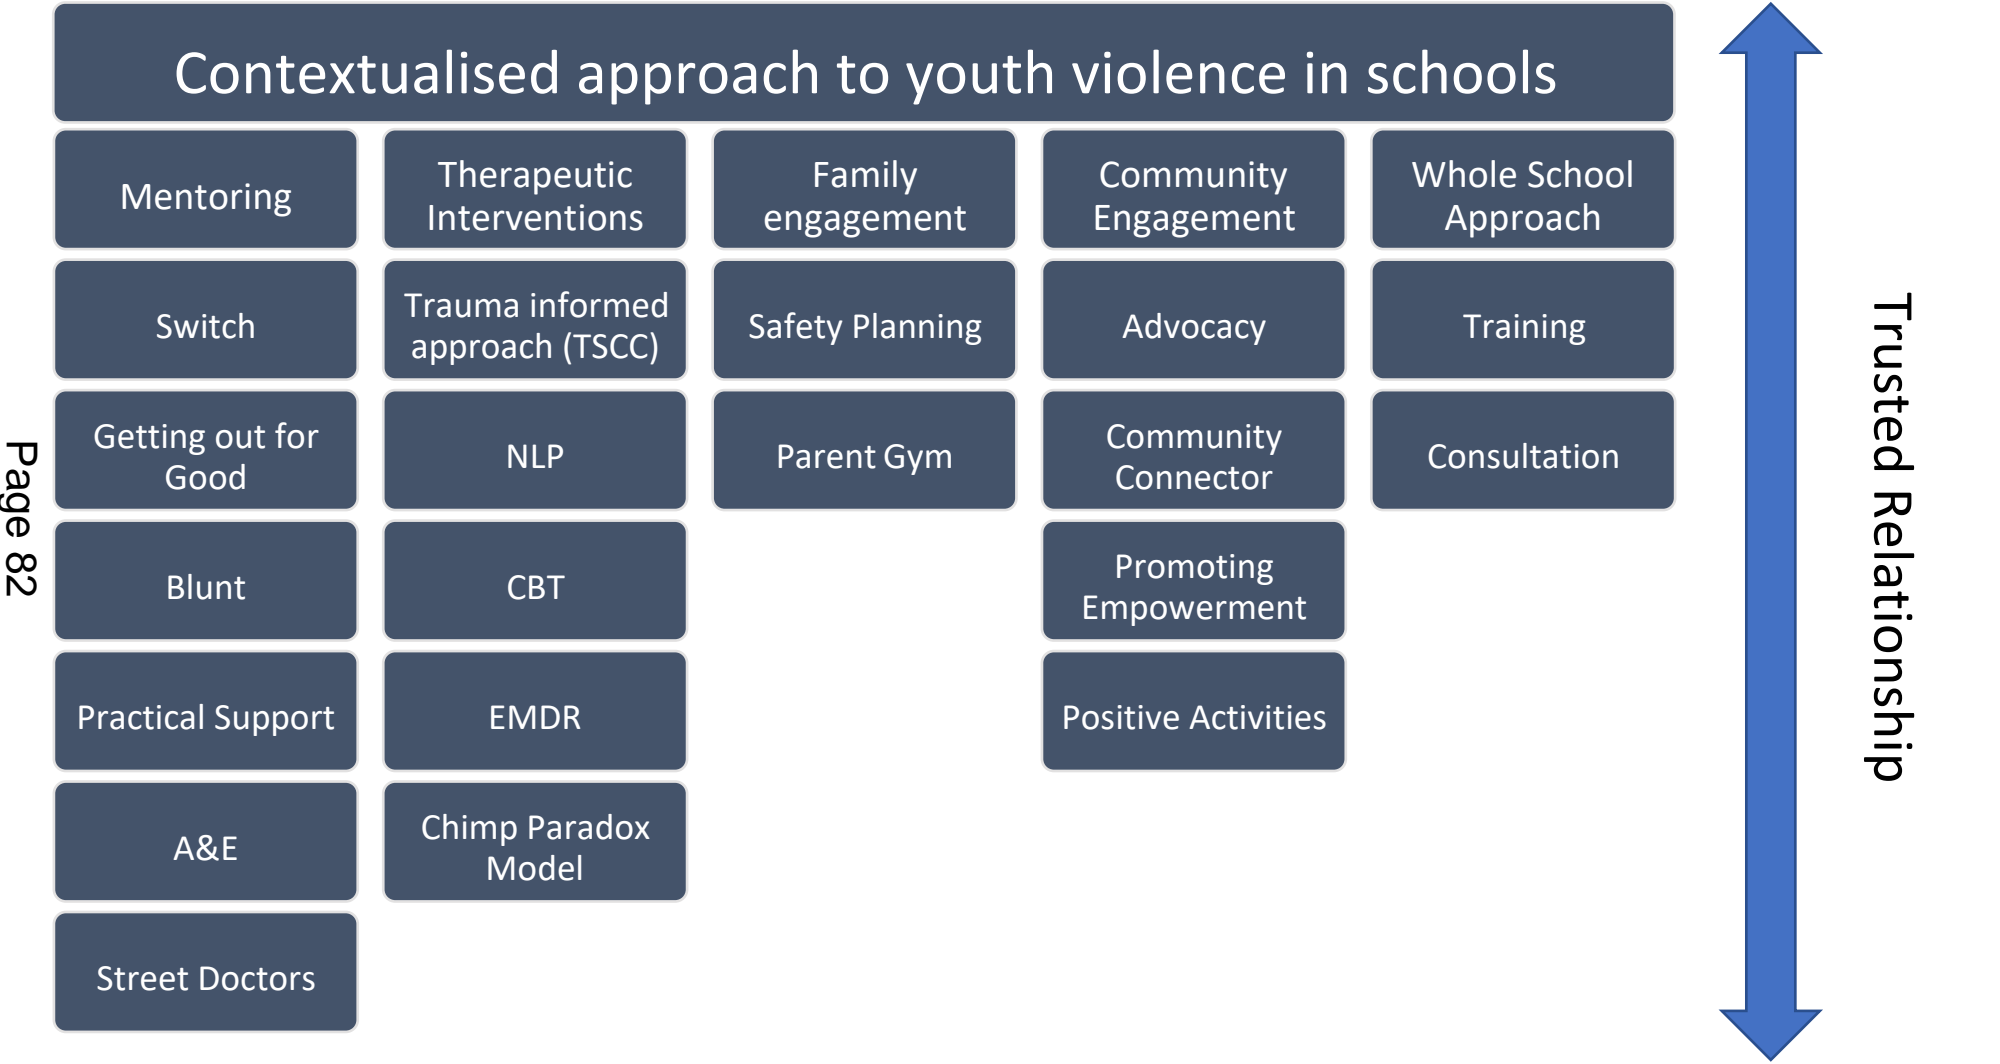 Contextualised approach to youth violence in schools
Mentoring
Switch
Getting out for
Good
Blunt
Practical Support
A&E
Street Doctors
Therapeutic
Interventions
Trauma informed
approach (TSCC)
NLP
CBT
EMDR
Chimp Paradox
Model
Family
engagement
Safety Planning
Parent Gym
Community
Engagement
Advocacy
Community
Connector
Promoting
Empowerment
Positive Activities
Whole School
Approach
Training
Consultation
Trusted Relationship
Page 82